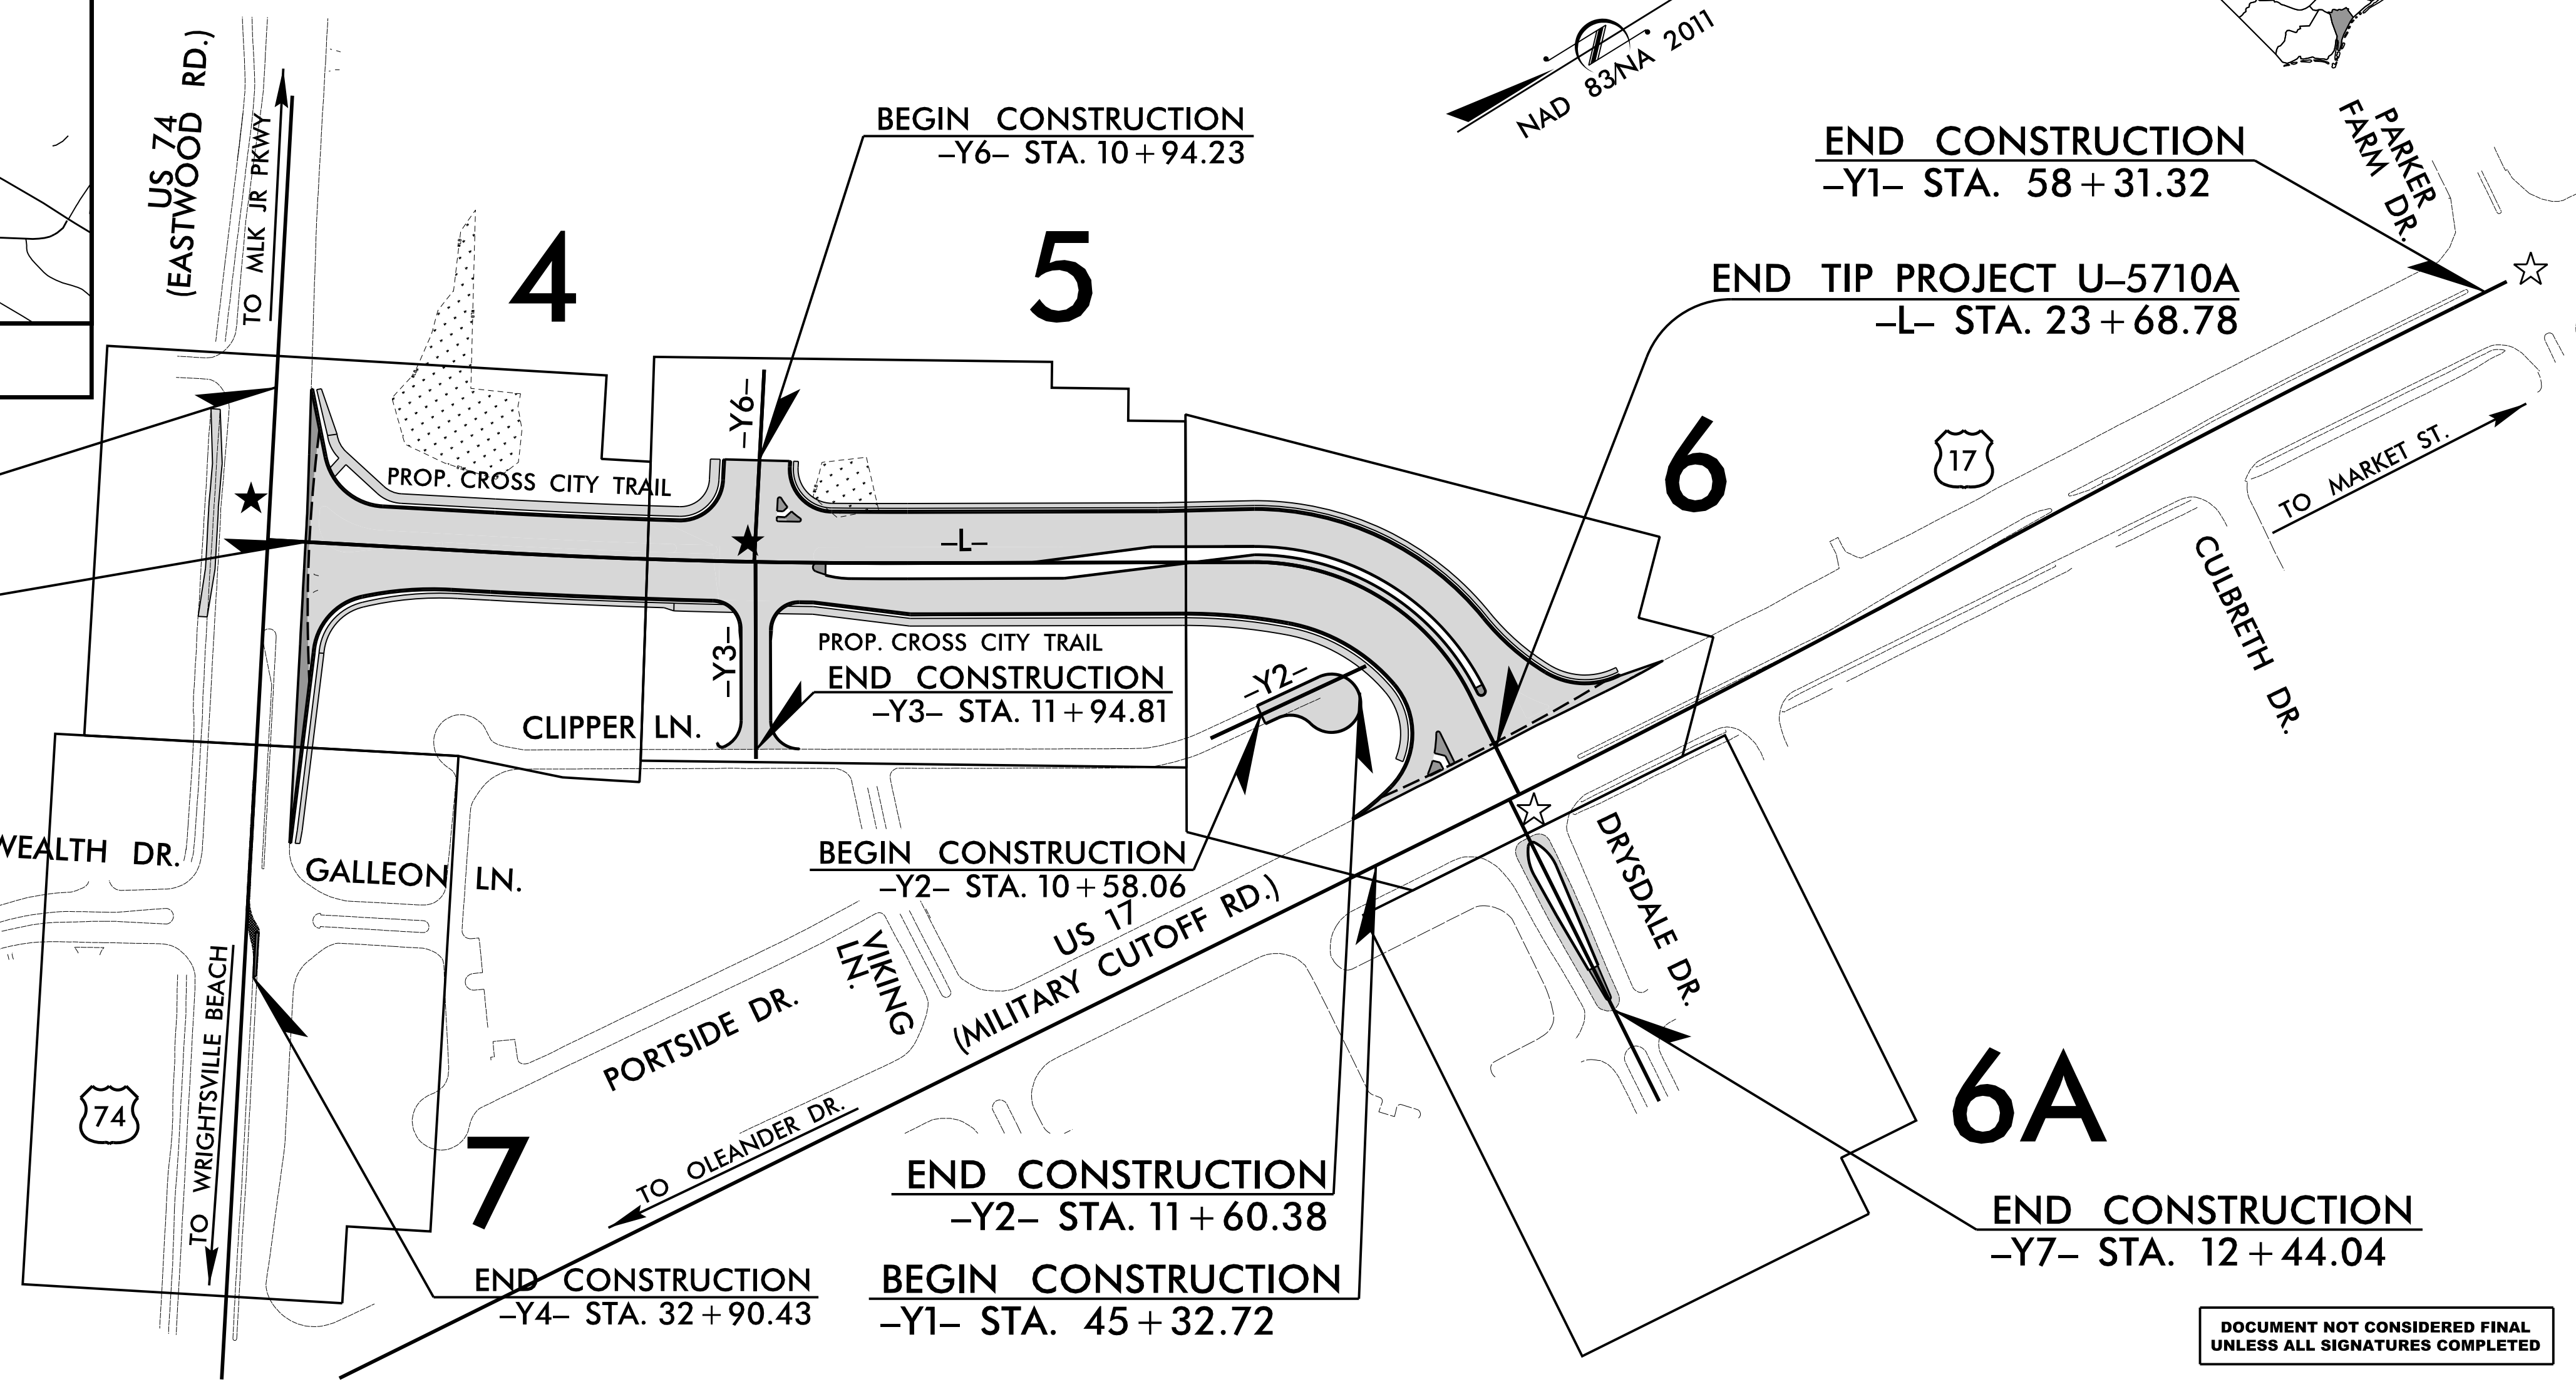 US 74
(EASTWOOD RD.)
TO MLK JR PKWY
NAD 83/NA 2011
BEGIN CONSTRUCTION
–Y6– STA. 10+94.23
END CONSTRUCTION
–Y1– STA. 58+31.32
PARKER
FARM DR.
4
5
END TIP PROJECT U–5710A
–L– STA. 23+68.78
–Y6–
6
17
TO MARKET ST.
PROP. CROSS CITY TRAIL
–L–
CULBRETH DR.
PROP. CROSS CITY TRAIL
–Y3–
END CONSTRUCTION
–Y3– STA. 11+94.81
–Y2–
CLIPPER LN.
WEALTH DR.
GALLEON LN.
BEGIN CONSTRUCTION
–Y2– STA. 10+58.06
US 17
(MILITARY CUTOFF RD.)
DRYSDALE DR.
VIKING
LN.
PORTSIDE DR.
TO WRIGHTSVILLE BEACH
74
7
TO OLEANDER DR.
6A
END CONSTRUCTION
–Y2– STA. 11+60.38
END CONSTRUCTION
–Y7– STA. 12+44.04
END CONSTRUCTION
–Y4– STA. 32+90.43
BEGIN CONSTRUCTION
–Y1– STA. 45+32.72
DOCUMENT NOT CONSIDERED FINAL
UNLESS ALL SIGNATURES COMPLETED